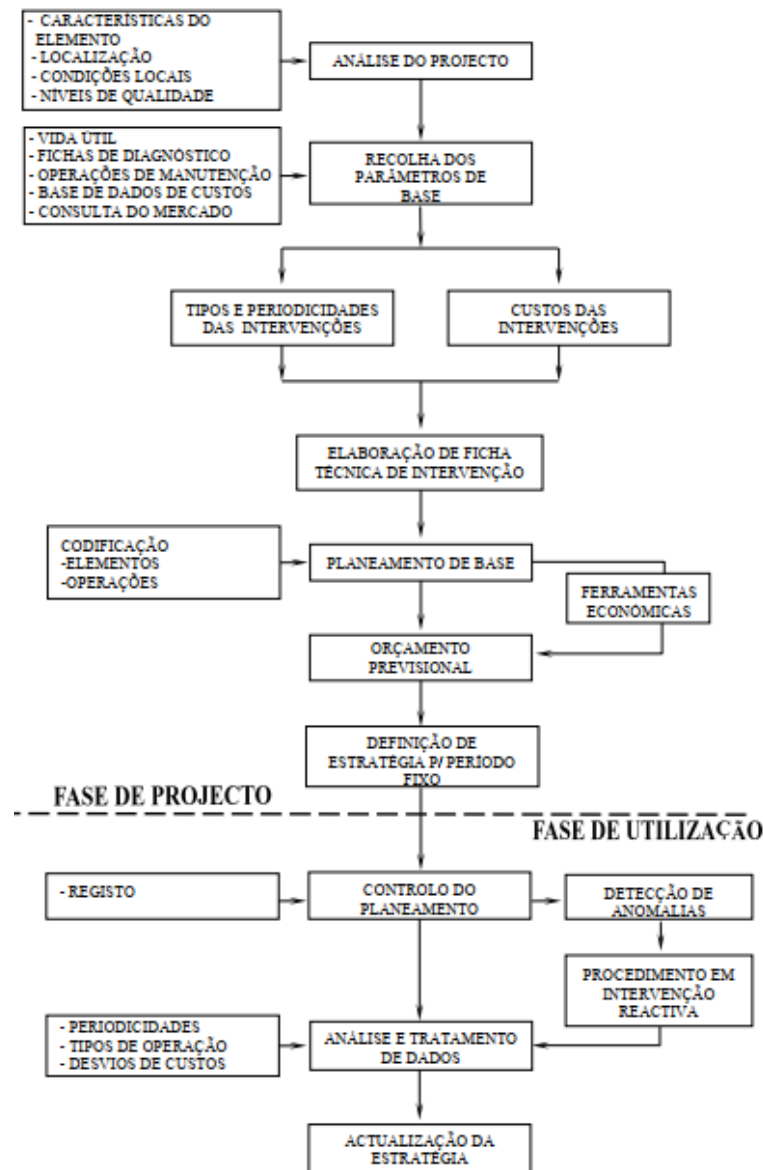 - CARACTERÍSTICAS DO
ELEMENTO
- LOCALIZAÇÃO
- CONDIÇÕES LOCAIS
- NÍVEIS DE QUALIDADE
ANÁLISE DO PROJECTO
- VIDA ÚTIL
- FICHAS DE DIAGNÓSTICO
- OPERAÇÕES DE MANUTENÇÃO
- BASE DE DADOS DE CUSTOS
- CONSULTA DO MERCADO
RECOLHA DOS
PARÂMETROS DE
BASE
TIPOS E PERIODICIDADES
DAS INTERVENÇÕES
CUSTOS DAS
INTERVENÇÕES
ELABORAÇÃO DE FICHA
TÉCNICA DE INTERVENÇÃO
CODIFICAÇÃO
-ELEMENTOS
-OPERAÇÕES
PLANEAMENTO DE BASE
FERRAMENTAS
ECONÓMICAS
ORÇAMENTO
PREVISIONAL
DEFINIÇÃO DE
ESTRATÉGIA P/ PERÍODO
FIXO
FASE DE PROJECTO
FASE DE UTILIZAÇÃO
- REGISTO
CONTROLO DO
PLANEAMENTO
DETECÇÃO DE
ANOMALIAS
PROCEDIMENTO EM
INTERVENÇÃO
REACTIVA
- PERIODICIDADES
- TIPOS DE OPERAÇÃO
- DESVIOS DE CUSTOS
ANÁLISE E TRATAMENTO
DE DADOS
ACTUALIZAÇÃO DA
ESTRATÉGIA